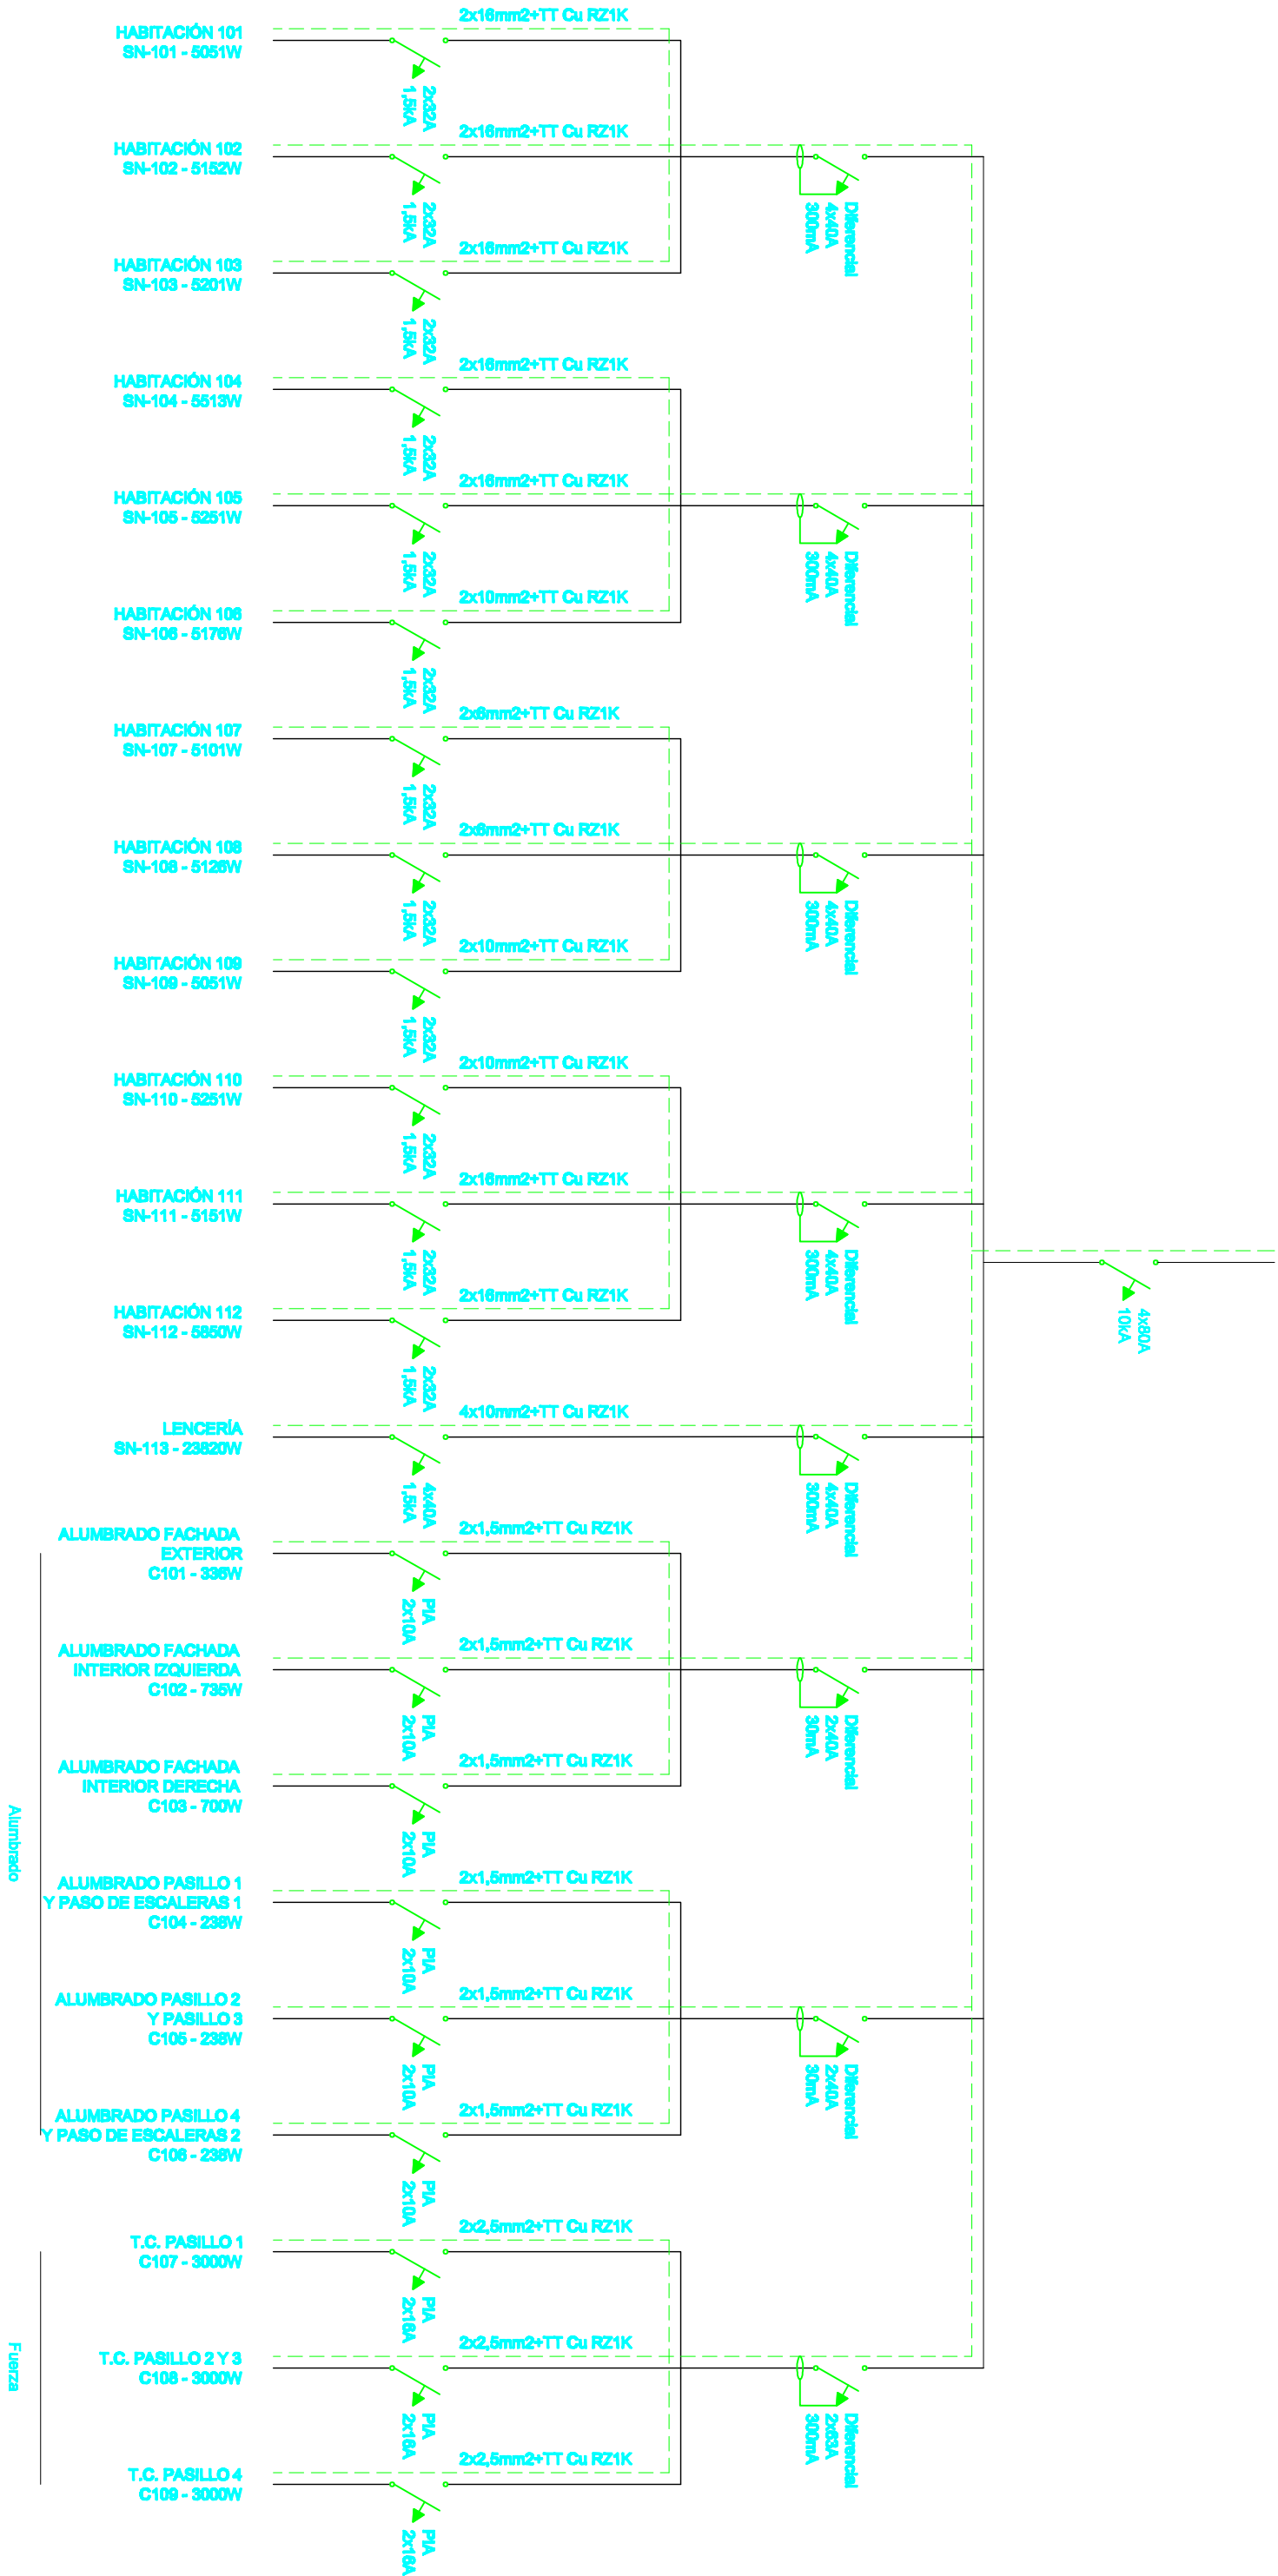 2x16mm2+TT Cu RZ1K
HABITACIÓN 101
SN-101 - 5051W
2x32A
1,5kA
2x16mm2+TT Cu RZ1K
HABITACIÓN 102
SN-102 - 5152W
2x32A
1,5kA
Diferencial
4x40A
300mA
2x16mm2+TT Cu RZ1K
HABITACIÓN 103
SN-103 - 5201W
2x32A
1,5kA
2x16mm2+TT Cu RZ1K
HABITACIÓN 104
SN-104 - 5513W
2x32A
1,5kA
2x16mm2+TT Cu RZ1K
HABITACIÓN 105
SN-105 - 5251W
2x32A
1,5kA
Diferencial
4x40A
300mA
2x10mm2+TT Cu RZ1K
HABITACIÓN 106
SN-106 - 5176W
2x32A
1,5kA
2x6mm2+TT Cu RZ1K
HABITACIÓN 107
SN-107 - 5101W
2x32A
1,5kA
2x6mm2+TT Cu RZ1K
HABITACIÓN 108
SN-108 - 5126W
2x32A
1,5kA
Diferencial
4x40A
300mA
2x10mm2+TT Cu RZ1K
HABITACIÓN 109
SN-109 - 5051W
2x32A
1,5kA
2x10mm2+TT Cu RZ1K
HABITACIÓN 110
SN-110 - 5251W
2x32A
1,5kA
2x16mm2+TT Cu RZ1K
HABITACIÓN 111
SN-111 - 5151W
2x32A
1,5kA
Diferencial
4x40A
300mA
4x80A
10kA
2x16mm2+TT Cu RZ1K
HABITACIÓN 112
SN-112 - 5850W
2x32A
1,5kA
4x10mm2+TT Cu RZ1K
LENCERÍA
SN-113 - 23820W
4x40A
1,5kA
Diferencial
4x40A
300mA
2x1,5mm2+TT Cu RZ1K
ALUMBRADO FACHADA
EXTERIOR
C101 - 336W
PIA
2x10A
2x1,5mm2+TT Cu RZ1K
ALUMBRADO FACHADA
INTERIOR IZQUIERDA
C102 - 735W
PIA
2x10A
Diferencial
2x40A
30mA
2x1,5mm2+TT Cu RZ1K
ALUMBRADO FACHADA
INTERIOR DERECHA
C103 - 700W
PIA
2x10A
Alumbrado
2x1,5mm2+TT Cu RZ1K
ALUMBRADO PASILLO 1
Y PASO DE ESCALERAS 1
C104 - 238W
PIA
2x10A
2x1,5mm2+TT Cu RZ1K
ALUMBRADO PASILLO 2
Y PASILLO 3
C105 - 238W
PIA
2x10A
Diferencial
2x40A
30mA
2x1,5mm2+TT Cu RZ1K
ALUMBRADO PASILLO 4
Y PASO DE ESCALERAS 2
C106 - 238W
PIA
2x10A
2x2,5mm2+TT Cu RZ1K
T.C. PASILLO 1
C107 - 3000W
PIA
2x16A
Fuerza
2x2,5mm2+TT Cu RZ1K
T.C. PASILLO 2 Y 3
C108 - 3000W
PIA
2x16A
Diferencial
2x63A
300mA
2x2,5mm2+TT Cu RZ1K
T.C. PASILLO 4
C109 - 3000W
PIA
2x16A